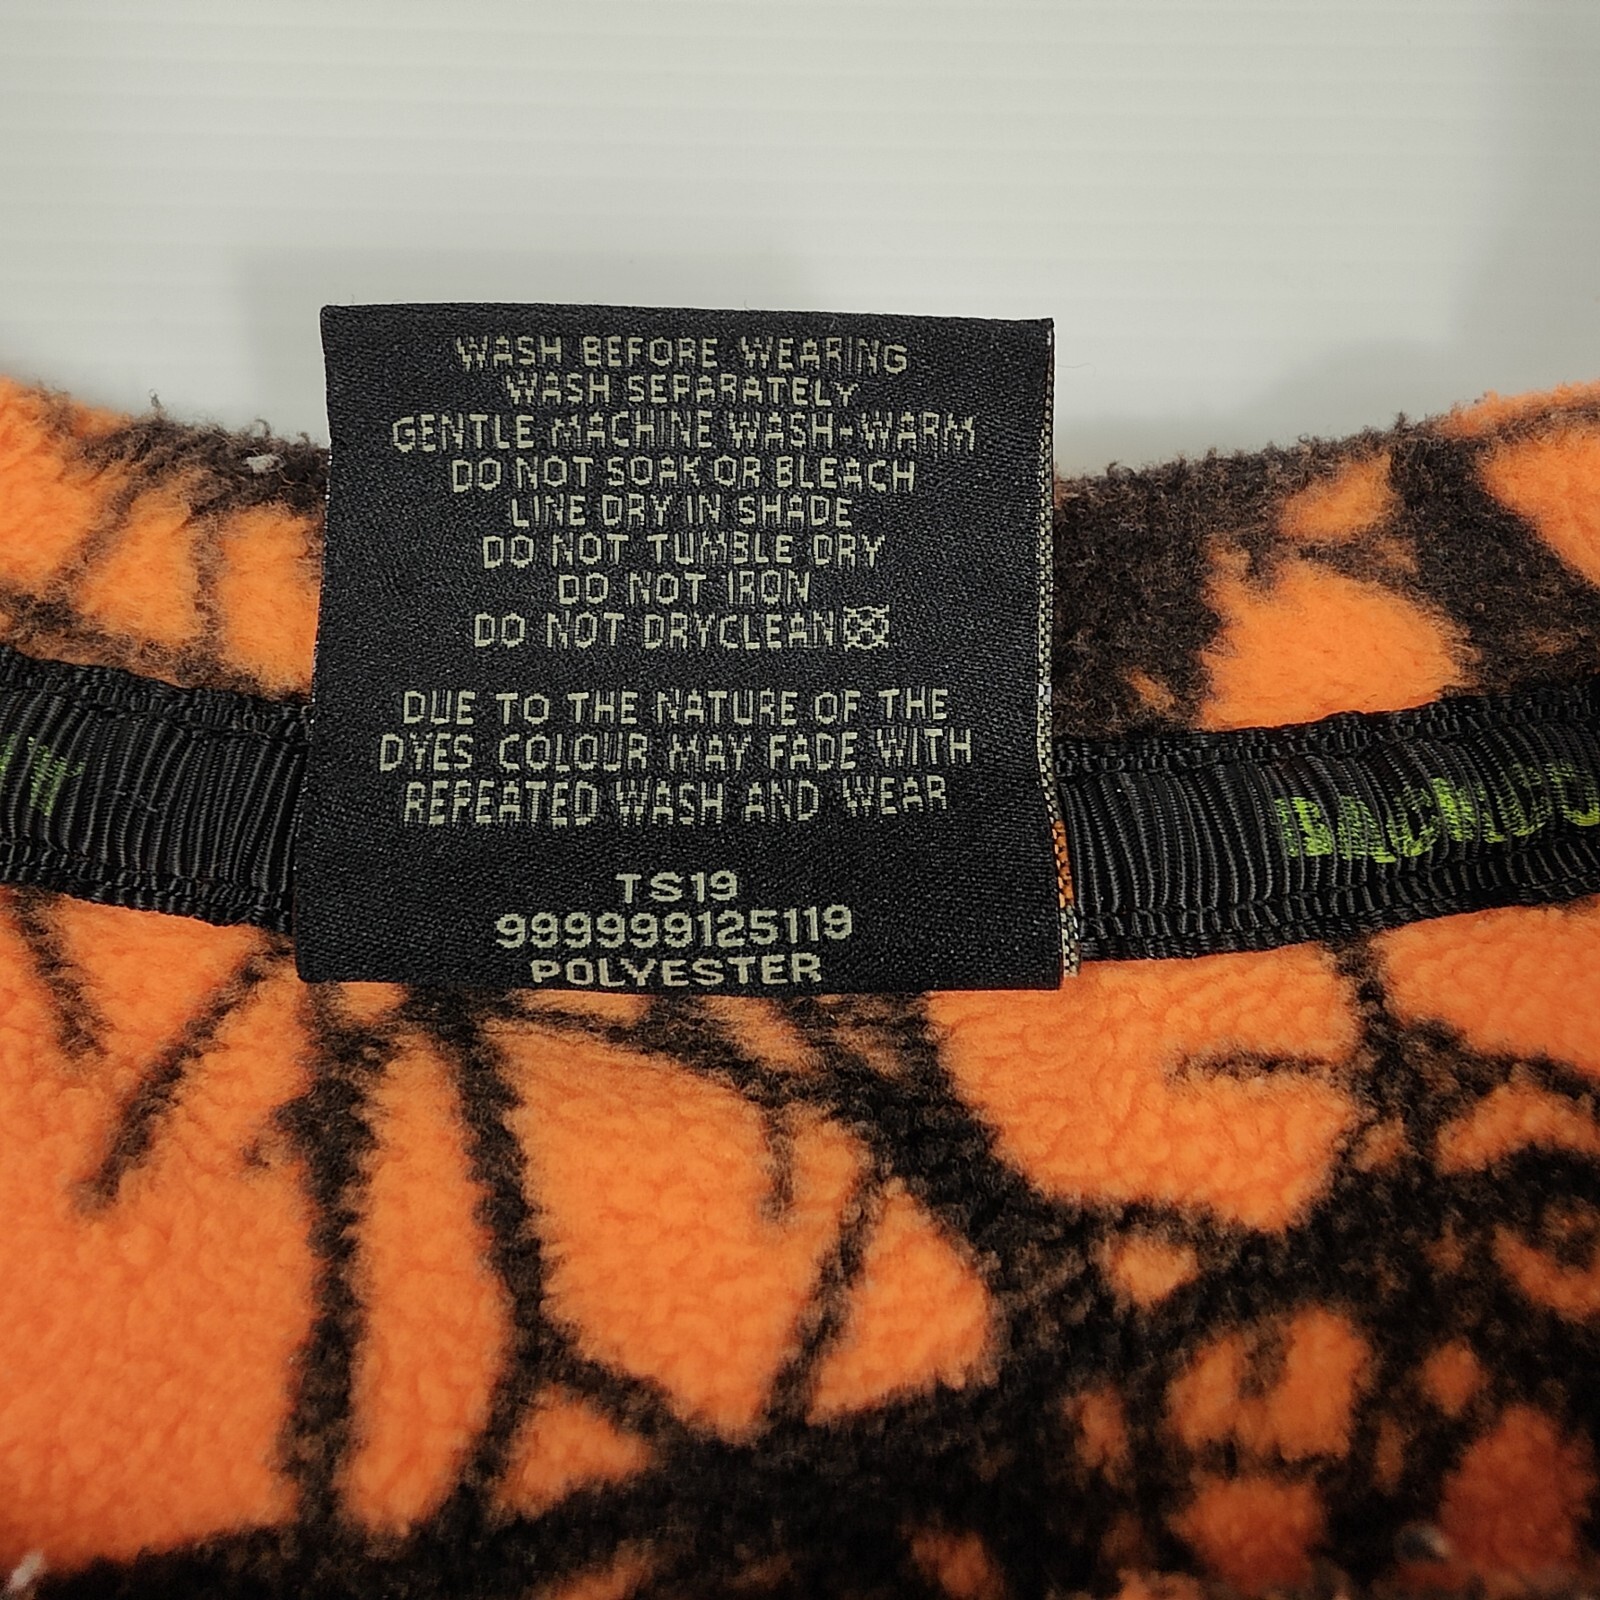 WASH BEFORE WEARING
WASH SEPARATELY
GENTLE MACHINE WASH-WARM
DO NOT SOAK OR BLEACH
LINE DRY IN SHADE
DO NOT TUMBLE DRY
DO NOT IRON
DO NOT DRYCLEAN
DUE TO THE NATURE OF THE
DYES COLOUR MAY FADE WITH
REPEATED WASH AND WEAR
TS19
999999125119
POLYESTER